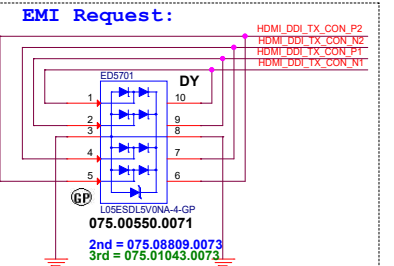 EMI Request:
HDMI_DDI_TX_CON_P2
HDMI_DDI_TX_CON_N2
HDMI_DDI_TX_CON_P1
HDMI_DDI_TX_CON_N1
ED5701
DY
1
10
2
9
3
8
4
7
5
6
GP
L05ESDL5V0NA-4-GP
075.00550.0071
2nd = 075.08809.0073
3rd = 075.01043.0073